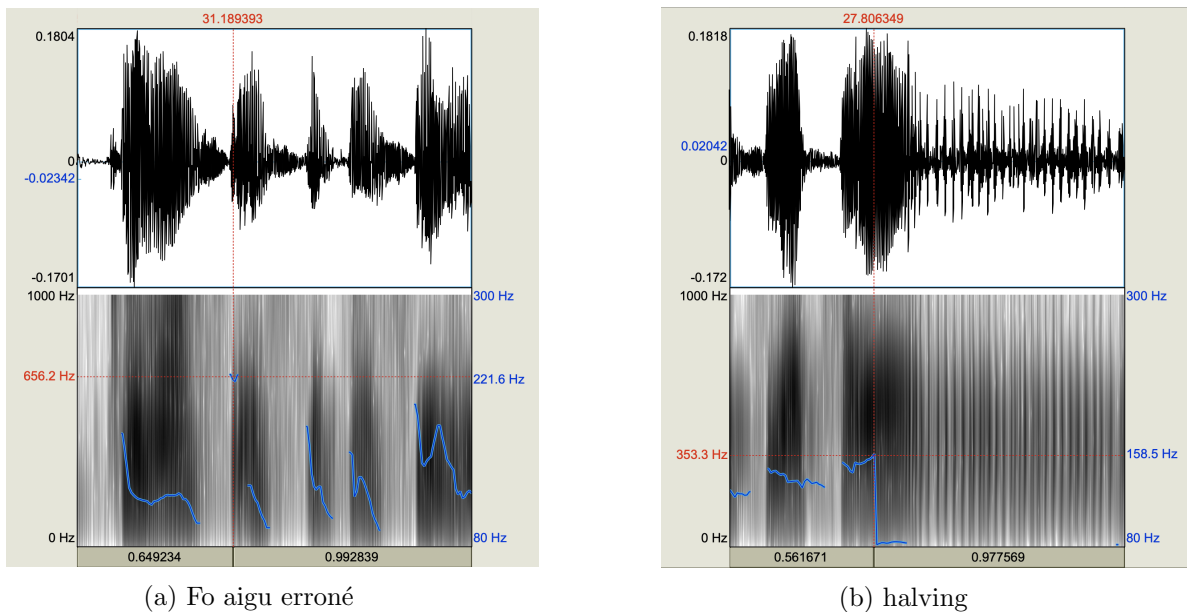 31.189393
0.1804
0
-0.02342
-0.1701
1000 Hz
300 Hz
656.2 Hz
221.6 Hz
0 Hz
80 Hz
0.649234
0.992839
(a) Fo aigu erroné
27.806349
0.1818
0.02042
0
-0.172
1000 Hz
300 Hz
353.3 Hz
158.5 Hz
0 Hz
80 Hz
0.561671
0.977569
(b) halving